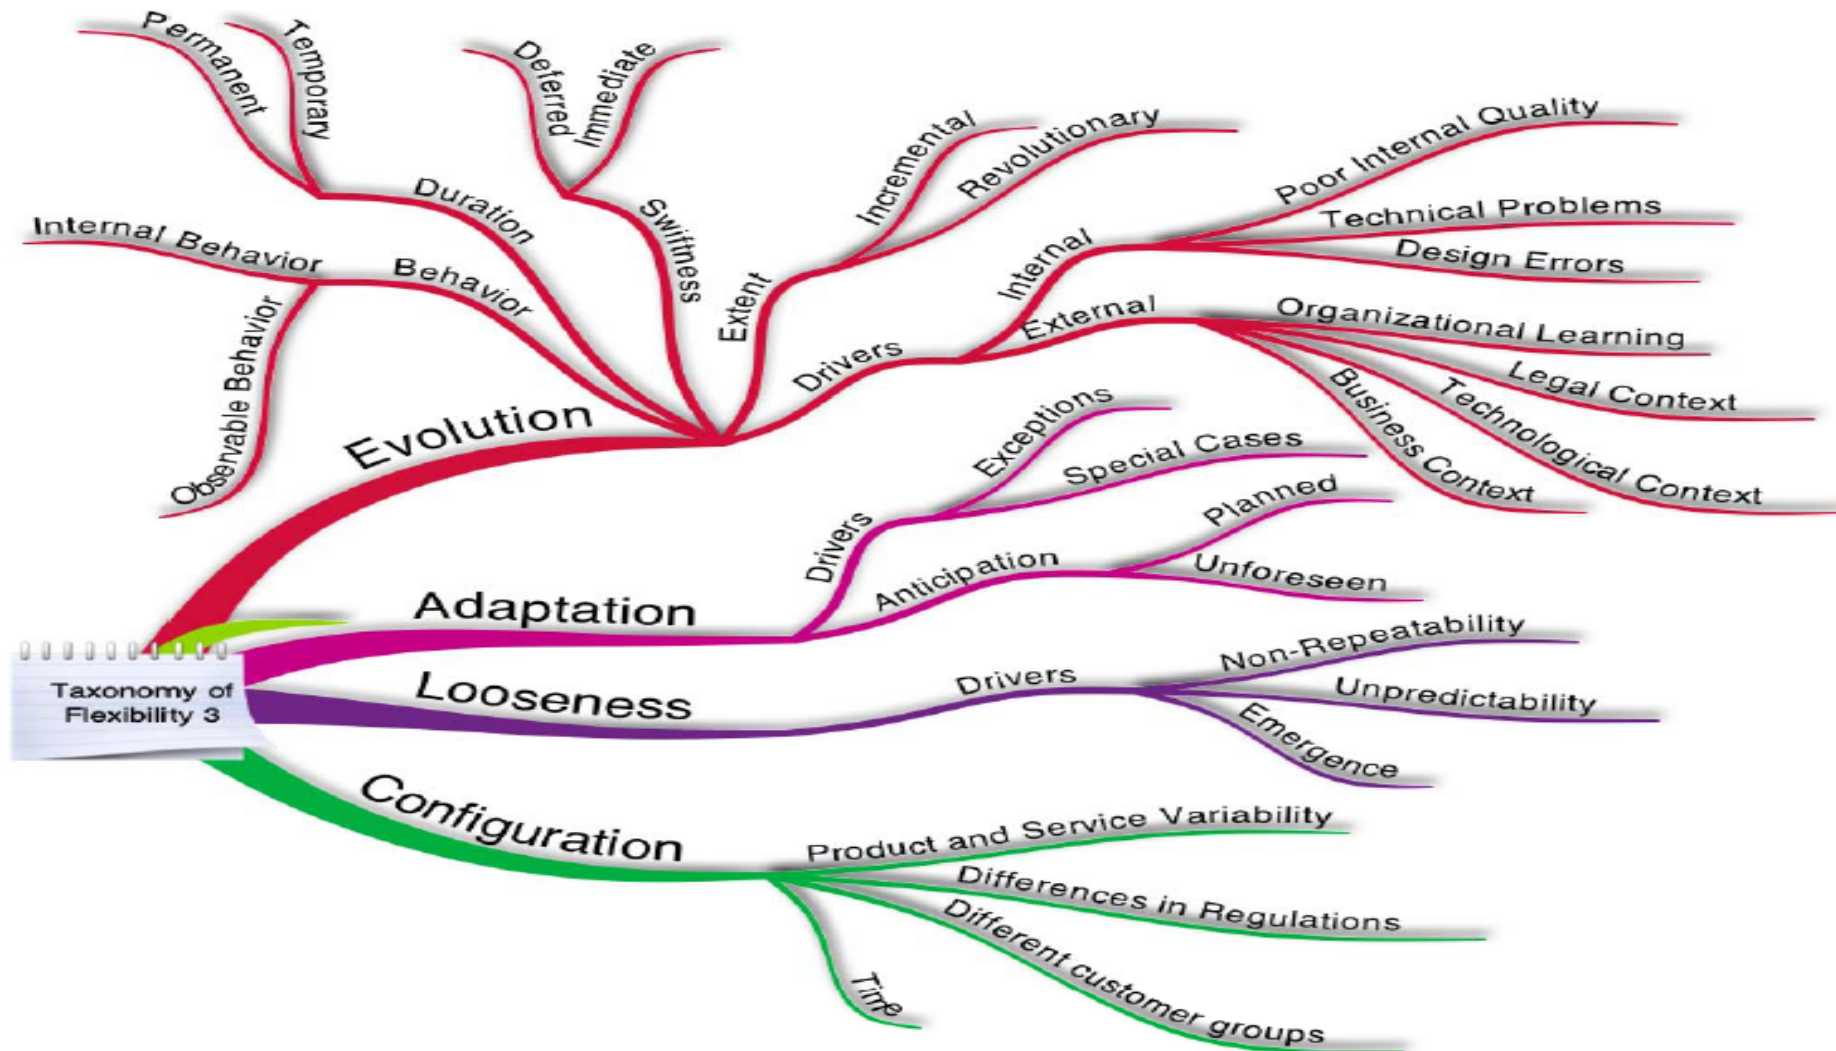 Permanent
Temporary
Deferred
Immediate
Duration
Swiftness
Internal Behavior
Behavior
Observable Behavior
Evolution
Extent
Incremental
Revolutionary
Drivers
Internal
Poor Internal Quality
Technical Problems
Design Errors
External
Organizational Learning
Legal Context
Technological Context
Business Context
Adaptation
Drivers
Exceptions
Special Cases
Anticipation
Planned
Unforeseen
Taxonomy of
Flexibility 3
Looseness
Drivers
Non-Repeatability
Unpredictability
Emergence
Configuration
Product and Service Variability
Differences in Regulations
Different customer groups
Time